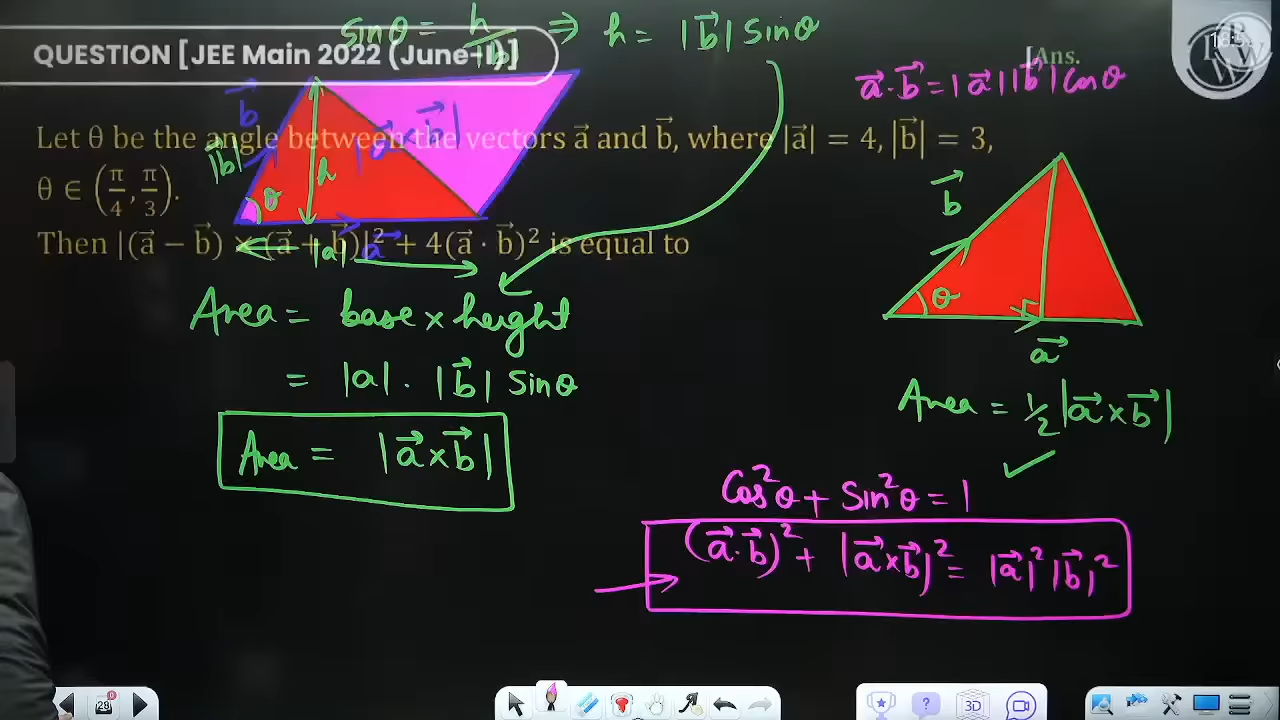 sinθ = h/|b| ⇒ h = |b⃗| sinθ
QUESTION [JEE Main 2022 (June-I)]
[Ans.
a⃗·b⃗ = |a⃗||b⃗| cosθ
b⃗
|a⃗×b⃗|
Let θ be the angle between the vectors a⃗ and b⃗, where |a⃗| = 4, |b⃗| = 3,
|b⃗|
h
θ
θ ∈ (π/4, π/3).
b⃗
Then |(a⃗ − b⃗) × (a⃗ + b⃗)|² + 4(a⃗ · b⃗)² is equal to
|a|
a⃗
θ
a⃗
Area = base × height
= |a| · |b⃗| sinθ
Area = |a⃗×b⃗|
Area = 1/2 |a⃗×b⃗|
Cos²θ + Sin²θ = 1
(a⃗·b⃗)² + |a⃗×b⃗|² = |a⃗|²|b⃗|²
28
3D